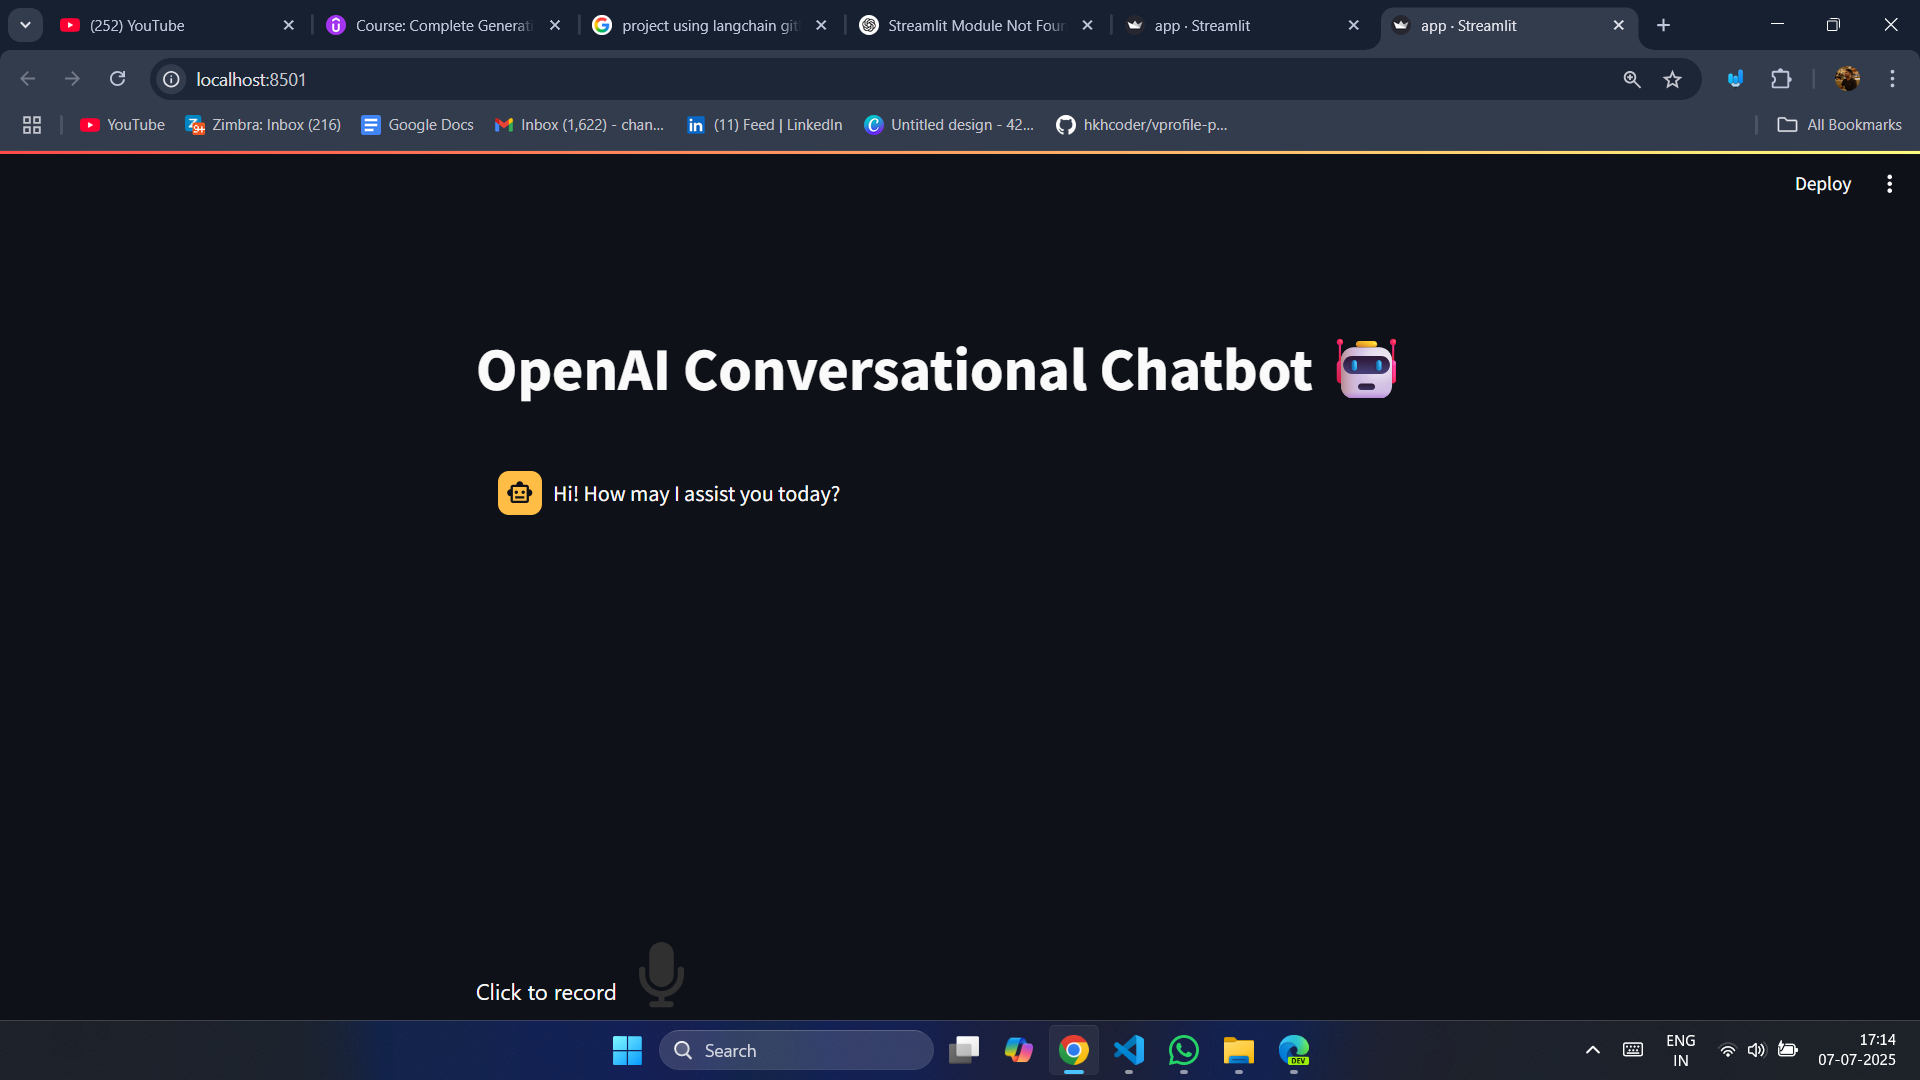 (252) YouTube
Course: Complete Generati
project using langchain git
Streamlit Module Not Foun
app · Streamlit
app · Streamlit
localhost:8501
YouTube
Zimbra: Inbox (216)
Google Docs
Inbox (1,622) - chan...
(11) Feed | LinkedIn
Untitled design - 42...
hkhcoder/vprofile-p...
All Bookmarks
Deploy
OpenAI Conversational Chatbot
Hi! How may I assist you today?
Click to record
Search
DEV
ENG
IN
17:14
07-07-2025